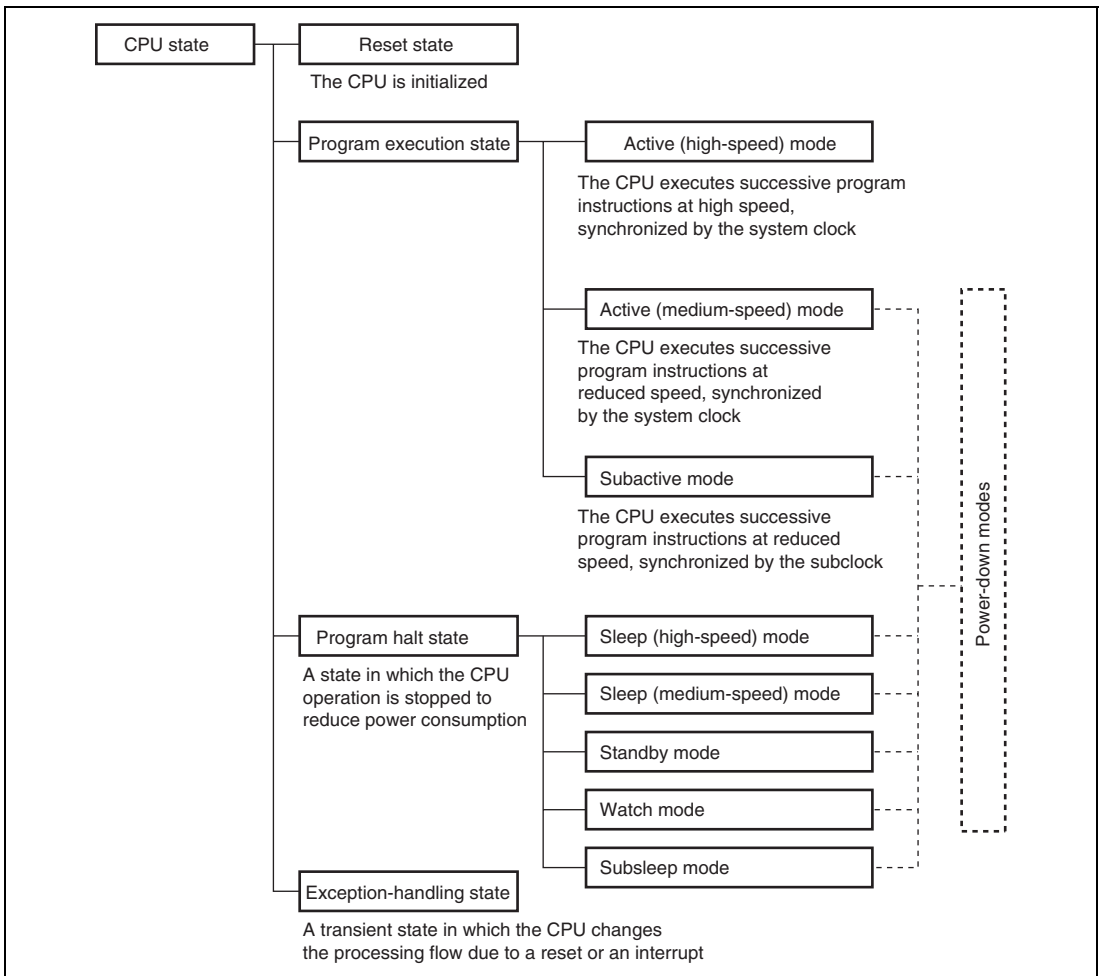 CPU state
Reset state
The CPU is initialized
Program execution state
Active (high-speed) mode
The CPU executes successive program
instructions at high speed,
synchronized by the system clock
Active (medium-speed) mode
The CPU executes successive
program instructions at
reduced speed, synchronized
by the system clock
Subactive mode
The CPU executes successive
program instructions at reduced
speed, synchronized by the subclock
Power-down modes
Program halt state
A state in which the CPU
operation is stopped to
reduce power consumption
Sleep (high-speed) mode
Sleep (medium-speed) mode
Standby mode
Watch mode
Subsleep mode
Exception-handling state
A transient state in which the CPU changes
the processing flow due to a reset or an interrupt